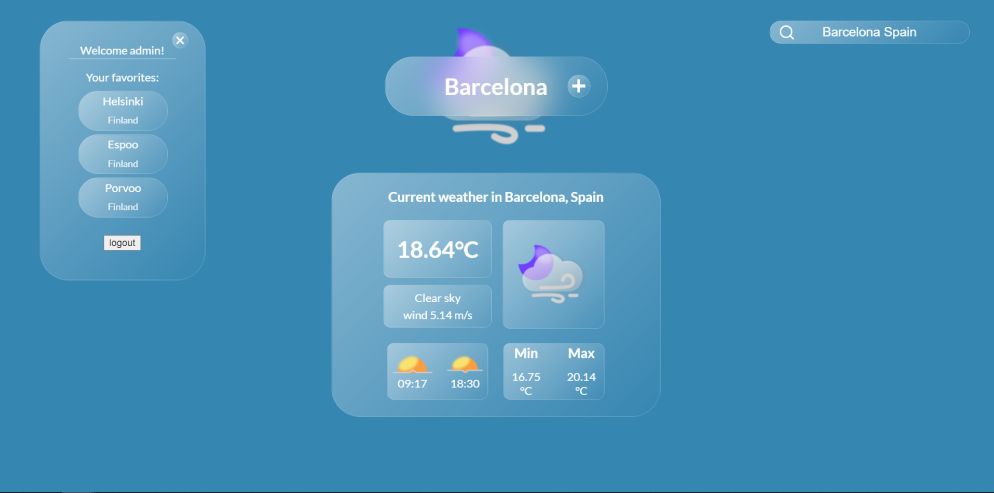 Welcome admin!
Your favorites:
Helsinki
Finland
Espoo
Finland
Porvoo
Finland
logout
Barcelona
Barcelona Spain
Current weather in Barcelona, Spain
18.64°C
Clear sky
wind 5.14 m/s
09:17 18:30
Min Max
16.75 20.14
°C °C